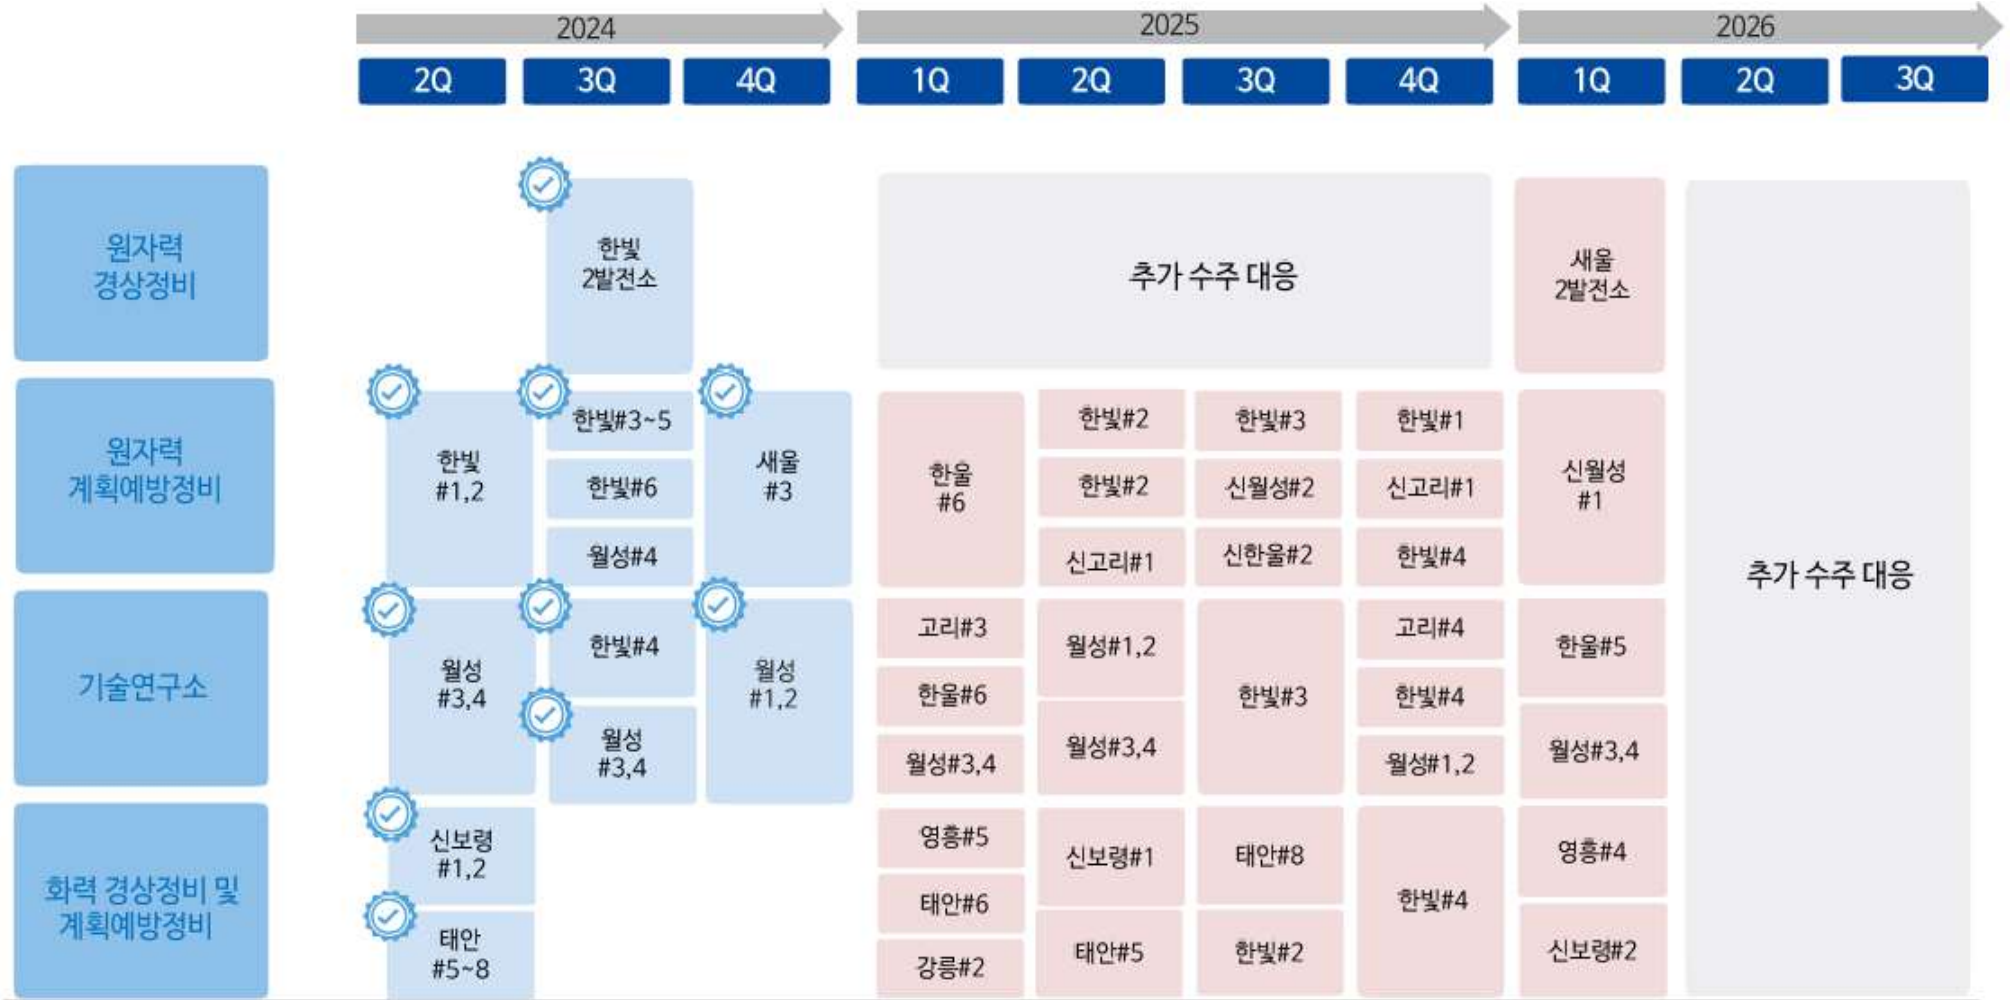 2024
2025
2026
2Q
3Q
4Q
1Q
2Q
3Q
4Q
1Q
2Q
3Q
원자력
경상정비
한빛
2발전소
추가 수주 대응
새울
2발전소
추가 수주 대응
원자력
계획예방정비
한빛
#1,2
한빛#3~5
한빛#6
월성#4
새울
#3
한울
#6
한빛#2
한빛#2
신고리#1
한빛#3
신월성#2
신한울#2
한빛#1
신고리#1
한빛#4
신월성
#1
기술연구소
월성
#3,4
한빛#4
월성
#3,4
월성
#1,2
고리#3
한울#6
월성#3,4
월성#1,2
월성#3,4
한빛#3
고리#4
한빛#4
월성#1,2
한울#5
월성#3,4
화력 경상정비 및
계획예방정비
신보령
#1,2
태안
#5~8
영흥#5
태안#6
강릉#2
신보령#1
태안#5
태안#8
한빛#2
한빛#4
영흥#4
신보령#2